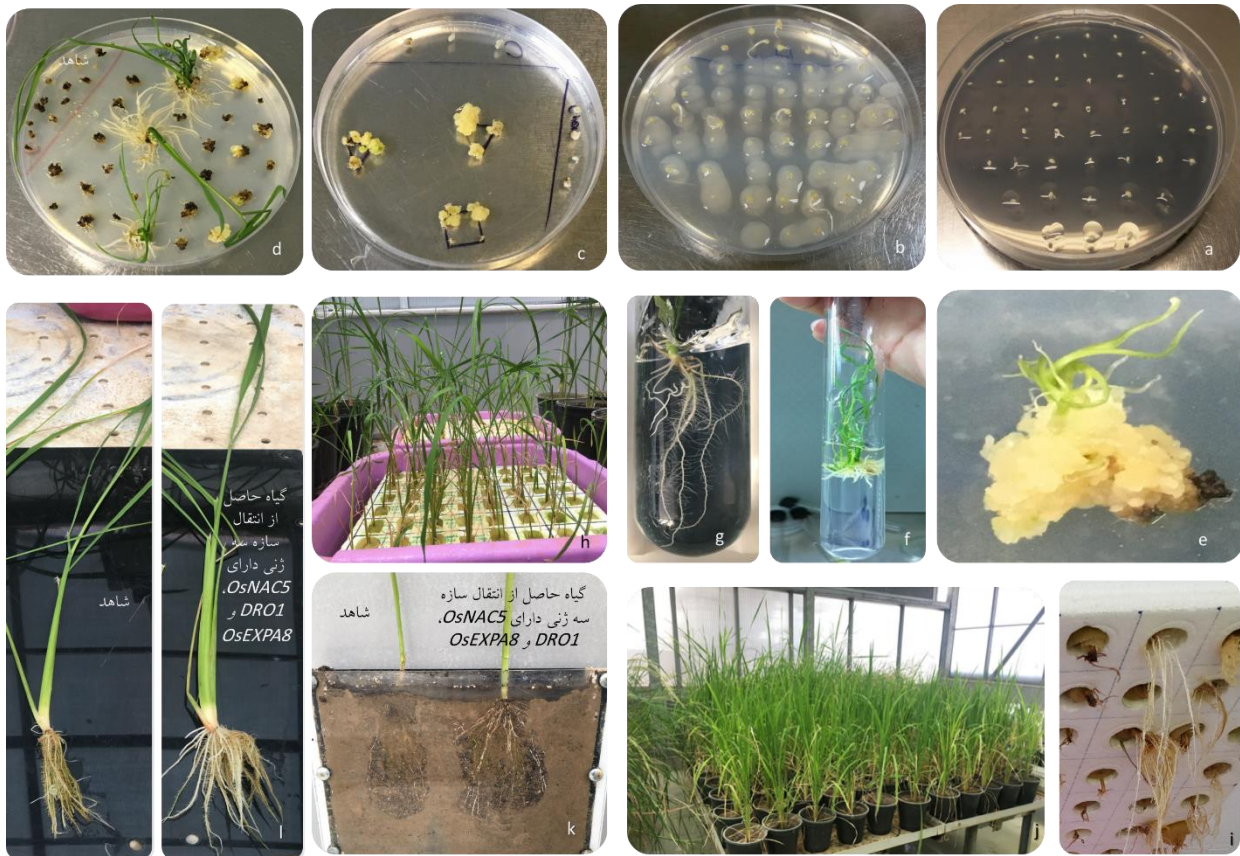 شاهد
d
c
b
a
گیاه حاصل
از انتقال
سازه سه
ژنی دارای
OsNAC5،
DRO1 و
OsEXPA8
شاهد
l
h
g
f
e
شاهد
گیاه حاصل از انتقال سازه
سه ژنی دارای OsNAC5،
DRO1 و OsEXPA8
k
j
i